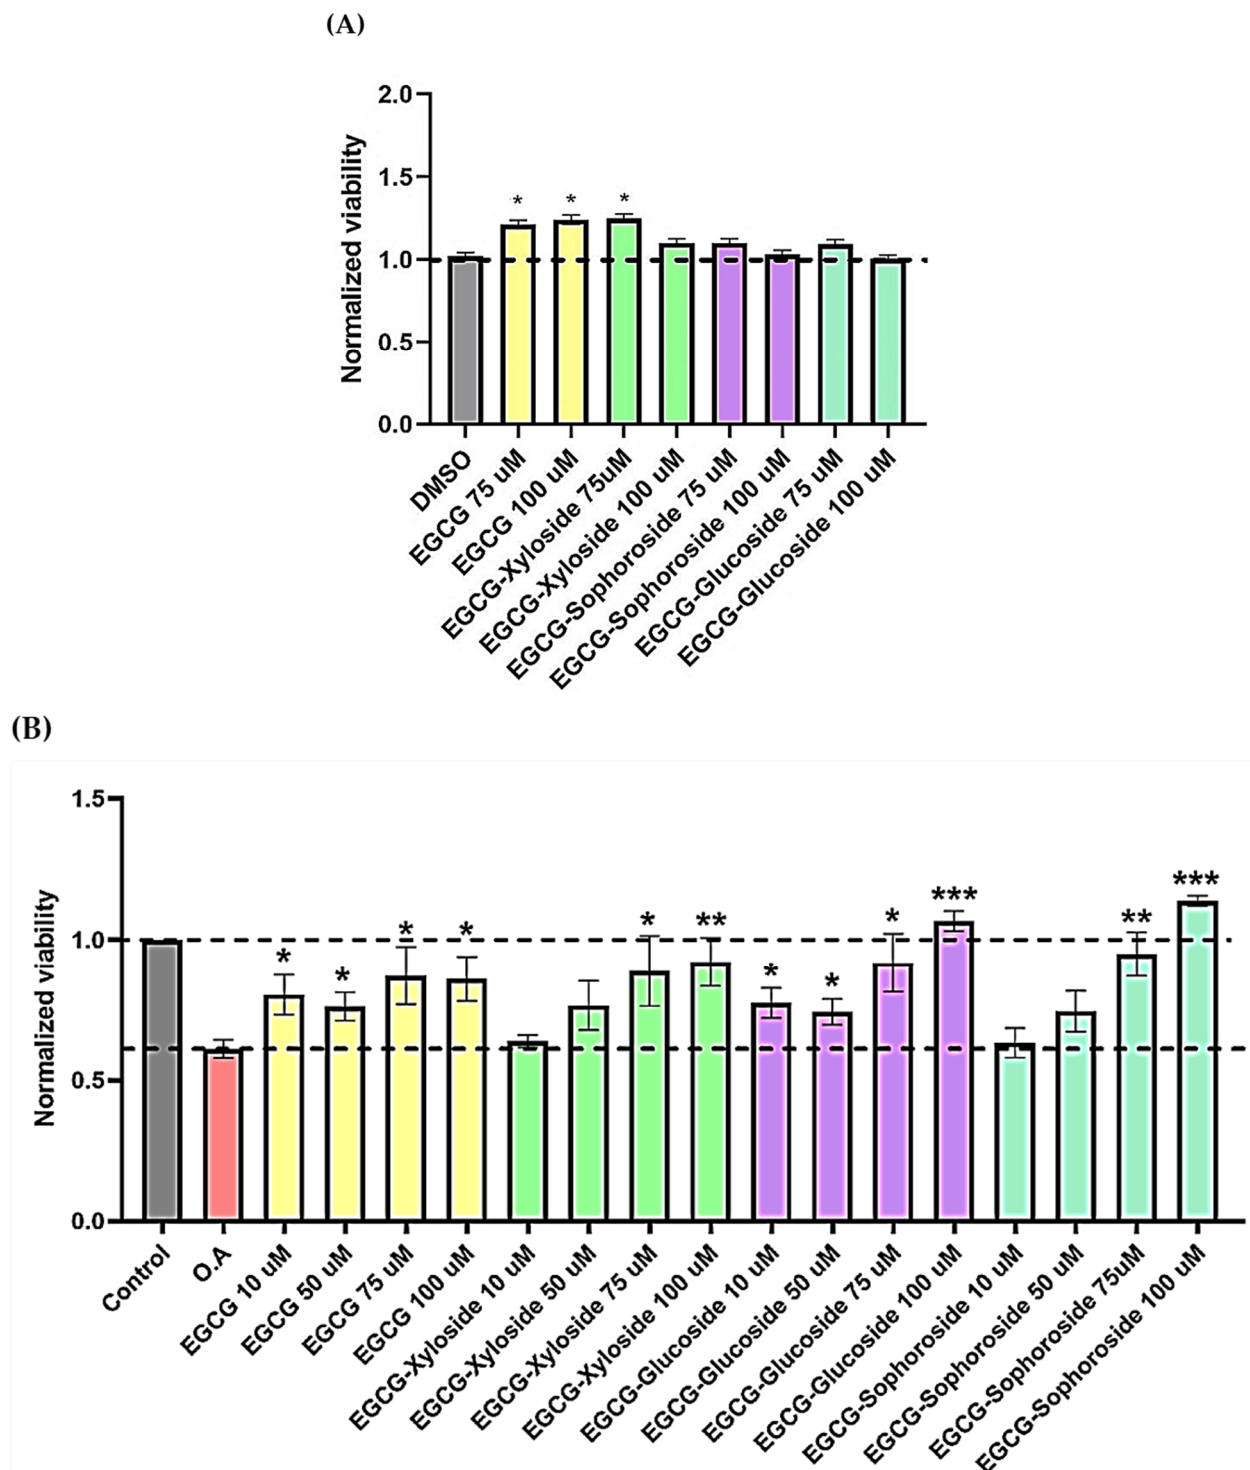 (A)
2.0
1.5
1.0
0.5
0.0
Normalized viability
* * *
DMSO
EGCG 75 uM
EGCG 100 uM
EGCG-Xyloside 75uM
EGCG-Xyloside 100 uM
EGCG-Sophoroside 75 uM
EGCG-Sophoroside 100 uM
EGCG-Glucoside 75 uM
EGCG-Glucoside 100 uM
(B)
1.5
1.0
0.5
0.0
Normalized viability
* * * * * ** * * * *** ** ***
Control
O.A
EGCG 10 uM
EGCG 50 uM
EGCG 75 uM
EGCG 100 uM
EGCG-Xyloside 10 uM
EGCG-Xyloside 50 uM
EGCG-Xyloside 75 uM
EGCG-Xyloside 100 uM
EGCG-Glucoside 10 uM
EGCG-Glucoside 50 uM
EGCG-Glucoside 75 uM
EGCG-Glucoside 100 uM
EGCG-Sophoroside 10 uM
EGCG-Sophoroside 50 uM
EGCG-Sophoroside 75uM
EGCG-Sophoroside 100 uM